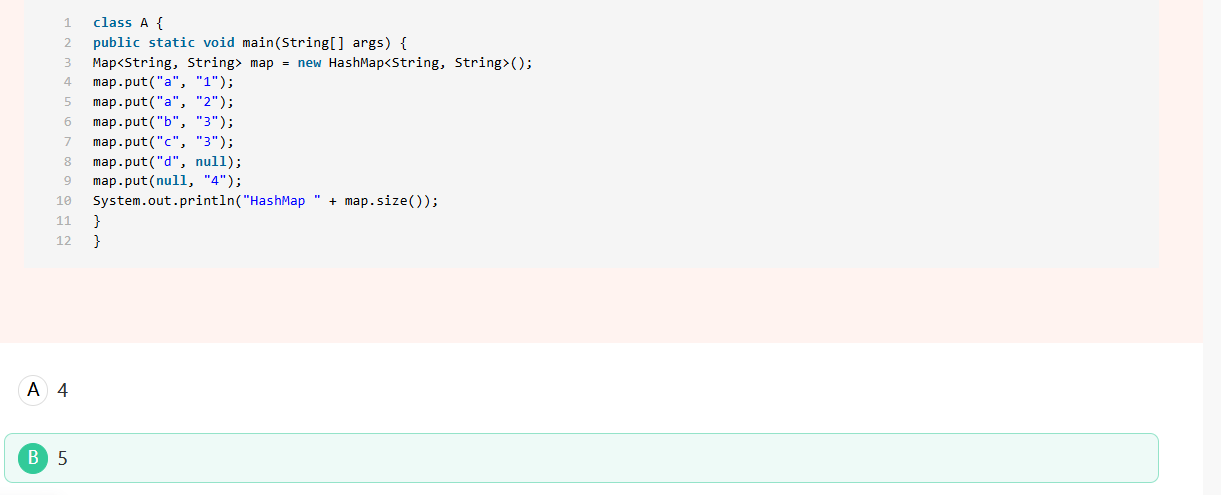 1 class A {
2 public static void main(String[] args) {
3 Map<String, String> map = new HashMap<String, String>();
4 map.put("a", "1");
5 map.put("a", "2");
6 map.put("b", "3");
7 map.put("c", "3");
8 map.put("d", null);
9 map.put(null, "4");
10 System.out.println("HashMap " + map.size());
11 }
12 }
A 4
B 5